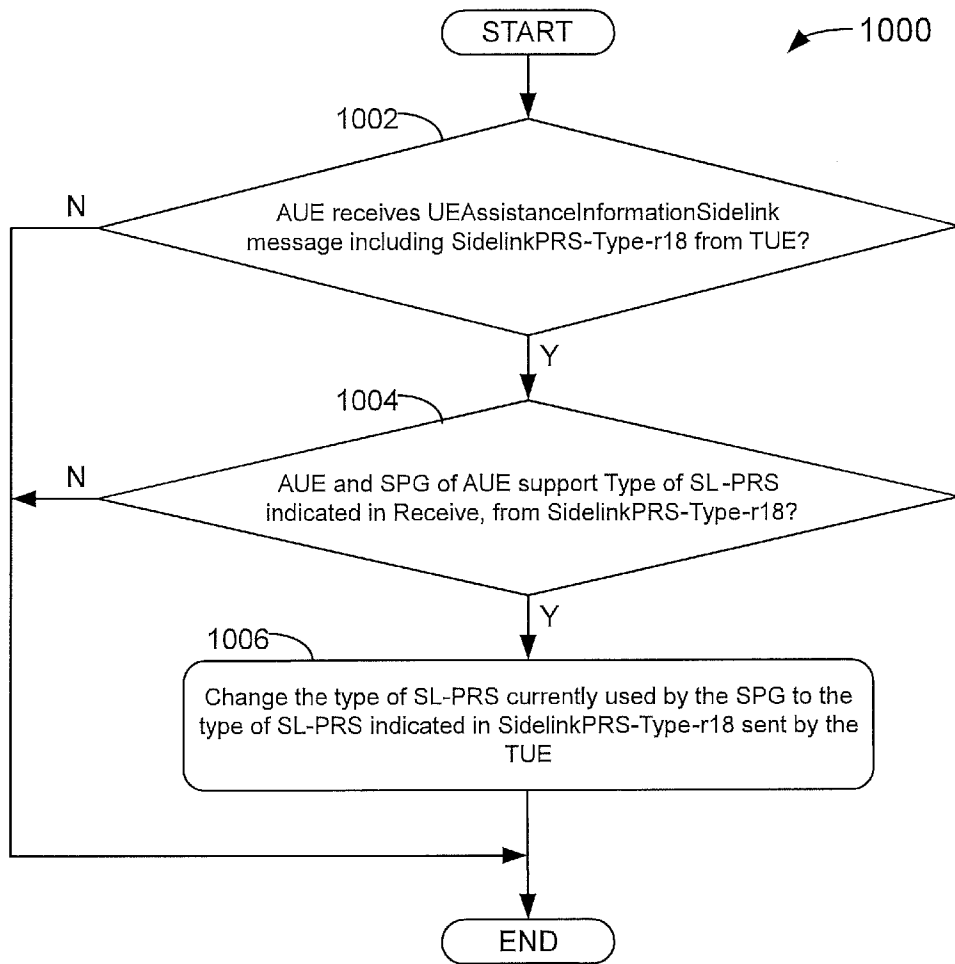 START
1000
1002
N
AUE receives UEAssistanceInformationSidelink
message including SidelinkPRS-Type-r18 from TUE?
Y
1004
N
AUE and SPG of AUE support Type of SL-PRS
indicated in Receive, from SidelinkPRS-Type-r18?
Y
1006
Change the type of SL-PRS currently used by the SPG to the
type of SL-PRS indicated in SidelinkPRS-Type-r18 sent by the
TUE
END